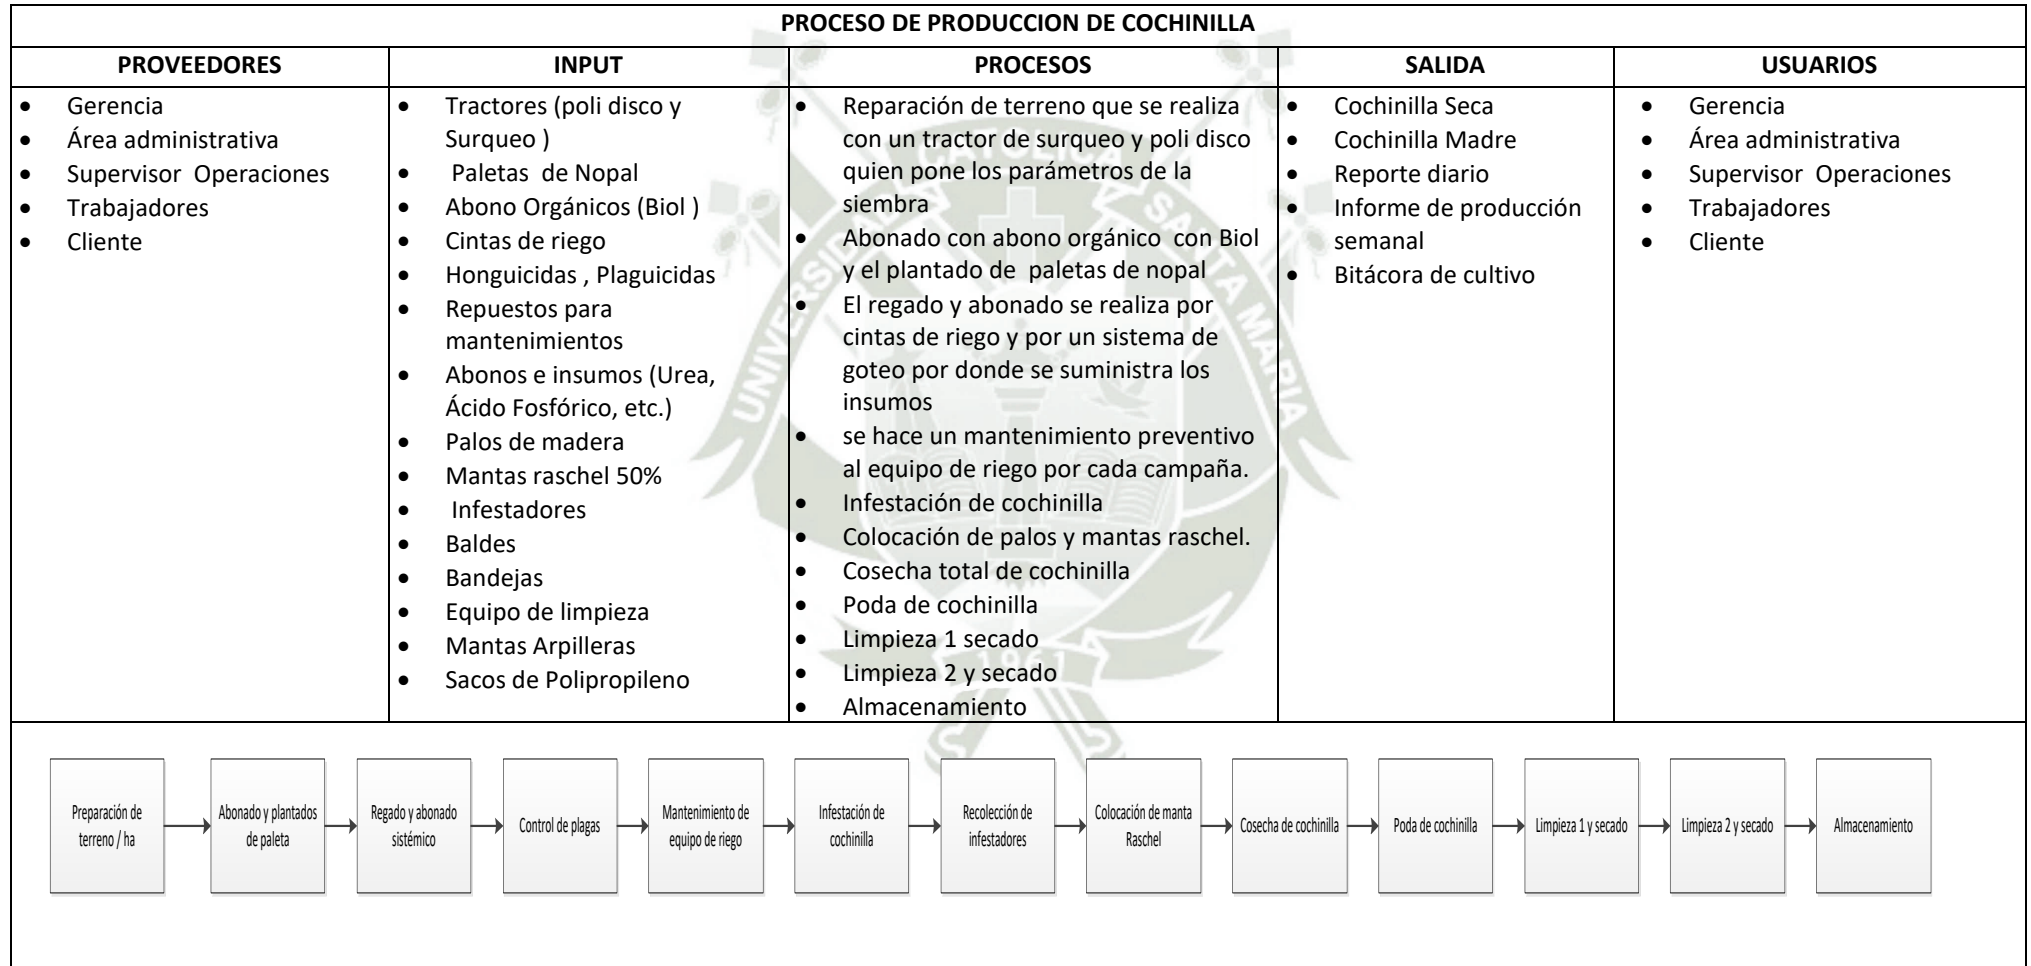 PROCESO DE PRODUCCION DE COCHINILLA
PROVEEDORES
INPUT
PROCESOS
SALIDA
USUARIOS
• Gerencia
• Área administrativa
• Supervisor Operaciones
• Trabajadores
• Cliente
• Tractores (poli disco y
Surqueo )
• Paletas de Nopal
• Abono Orgánicos (Biol )
• Cintas de riego
• Honguicidas , Plaguicidas
• Repuestos para
mantenimientos
• Abonos e insumos (Urea,
Ácido Fosfórico, etc.)
• Palos de madera
• Mantas raschel 50%
• Infestadores
• Baldes
• Bandejas
• Equipo de limpieza
• Mantas Arpilleras
• Sacos de Polipropileno
• Reparación de terreno que se realiza
con un tractor de surqueo y poli disco
quien pone los parámetros de la
siembra
• Abonado con abono orgánico con Biol
y el plantado de paletas de nopal
• El regado y abonado se realiza por
cintas de riego y por un sistema de
goteo por donde se suministra los
insumos
• se hace un mantenimiento preventivo
al equipo de riego por cada campaña.
• Infestación de cochinilla
• Colocación de palos y mantas raschel.
• Cosecha total de cochinilla
• Poda de cochinilla
• Limpieza 1 secado
• Limpieza 2 y secado
• Almacenamiento
• Cochinilla Seca
• Cochinilla Madre
• Reporte diario
• Informe de producción
semanal
• Bitácora de cultivo
• Gerencia
• Área administrativa
• Supervisor Operaciones
• Trabajadores
• Cliente
UNIVERSIDAD CATOLICA SANTA MARIA
1961
Preparación de
terreno / ha
Abonado y plantados
de paleta
Regado y abonado
sistémico
Control de plagas
Mantenimiento de
equipo de riego
Infestación de
cochinilla
Recolección de
infestadores
Colocación de manta
Raschel
Cosecha de cochinilla
Poda de cochinilla
Limpieza 1 y secado
Limpieza 2 y secado
Almacenamiento